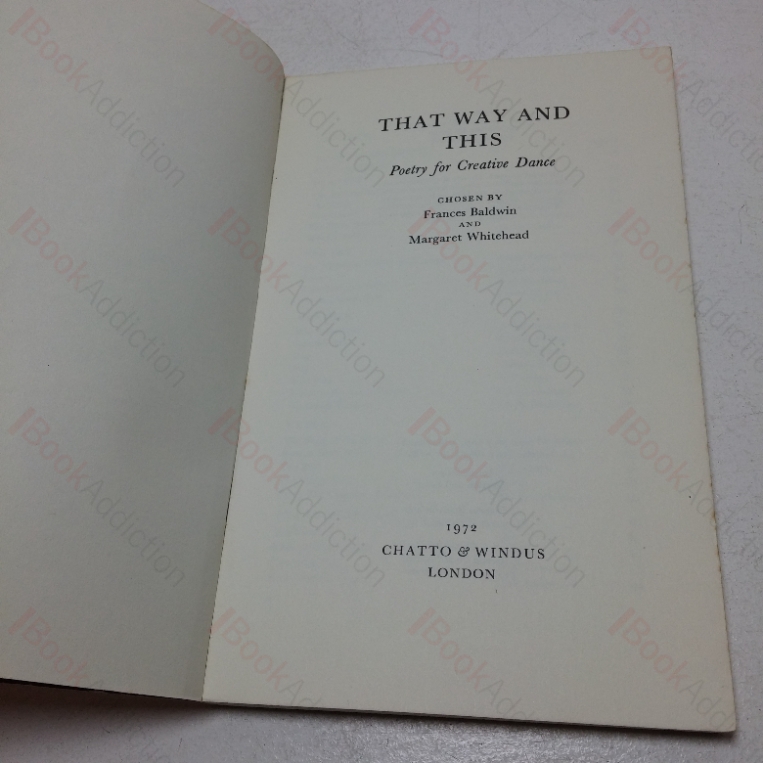 THAT WAY AND
THIS
Poetry for Creative Dance
CHOSEN BY
Frances Baldwin
AND
Margaret Whitehead
1972
CHATTO & WINDUS
LONDON
BookAddiction